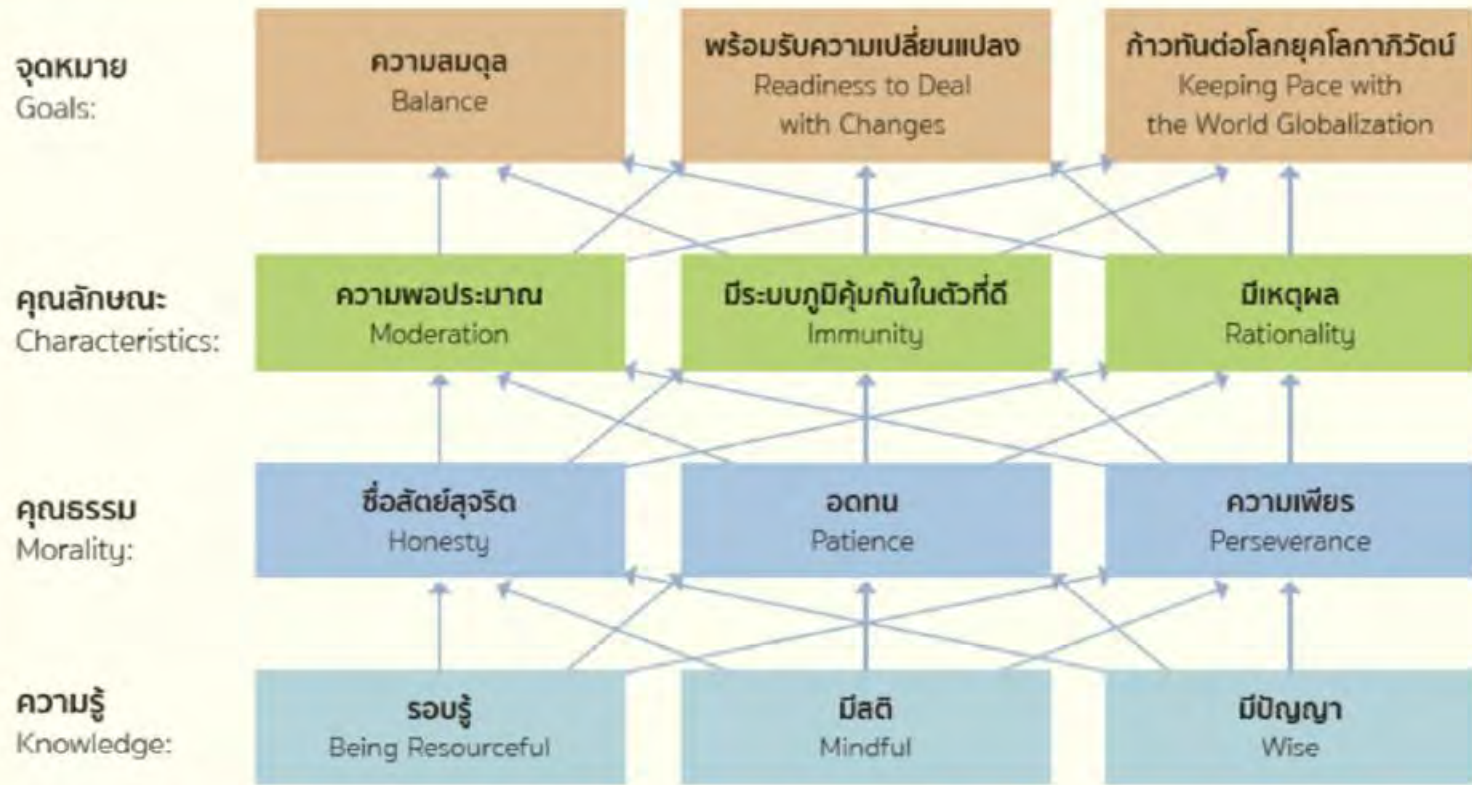 จุดหมาย
Goals:
ความสมดุล
Balance
พร้อมรับความเปลี่ยนแปลง
Readiness to Deal
with Changes
ก้าวทันต่อโลกยุคโลกาภิวัตน์
Keeping Pace with
the World Globalization
คุณลักษณะ
Characteristics:
ความพอประมาณ
Moderation
มีระบบภูมิคุ้มกันในตัวที่ดี
Immunity
มีเหตุผล
Rationality
คุณธรรม
Morality:
ซื่อสัตย์สุจริต
Honesty
อดทน
Patience
ความเพียร
Perseverance
ความรู้
Knowledge:
รอบรู้
Being Resourceful
มีสติ
Mindful
มีปัญญา
Wise